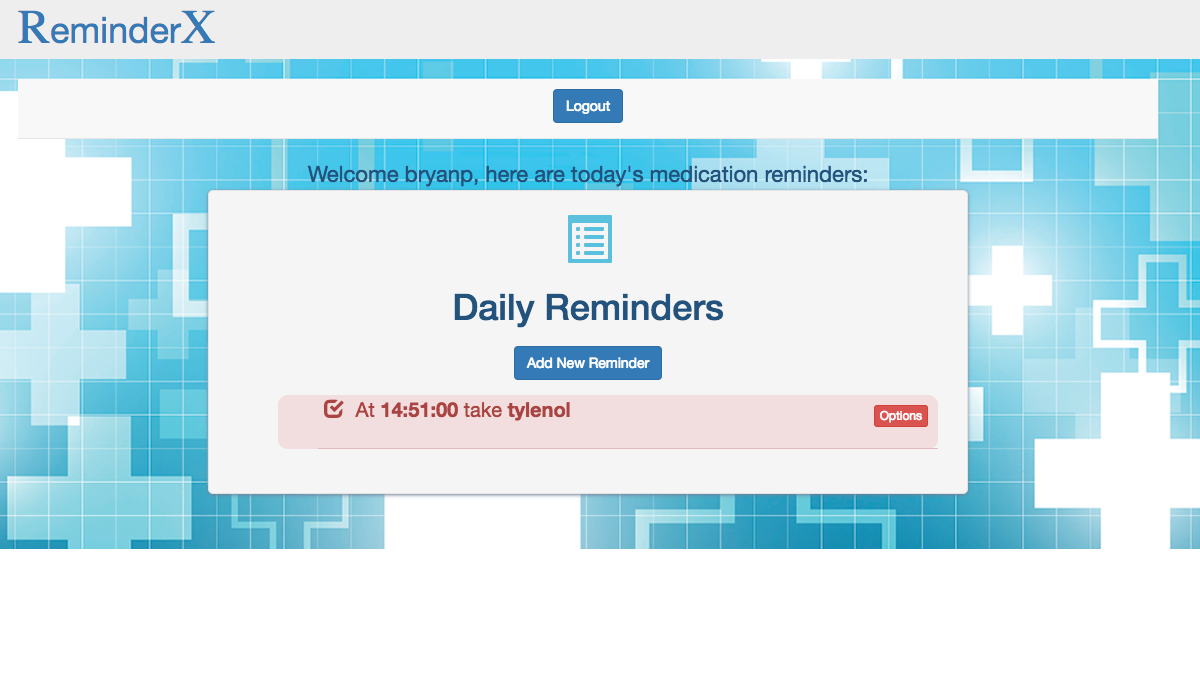 ReminderX
Logout
Welcome bryanp, here are today's medication reminders:
Daily Reminders
Add New Reminder
At 14:51:00 take tylenol
Options